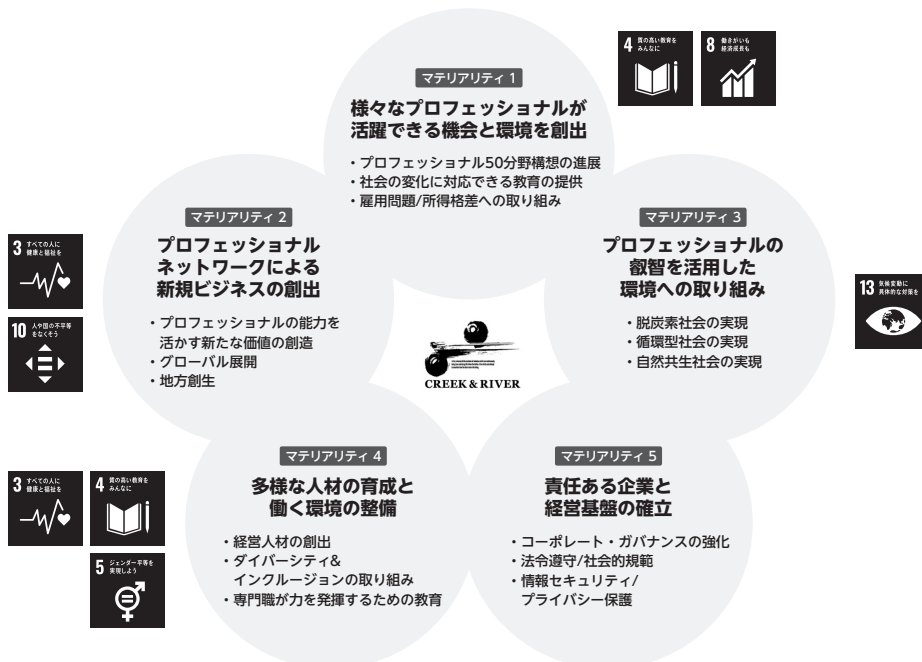 マテリアリティ 1
様々なプロフェッショナルが
活躍できる機会と環境を創出
・プロフェッショナル50分野構想の進展
・社会の変化に対応できる教育の提供
・雇用問題/所得格差への取り組み
4 質の高い教育を
みんなに
8 働きがいも
経済成長も
マテリアリティ 2
プロフェッショナル
ネットワークによる
新規ビジネスの創出
・プロフェッショナルの能力を
活かす新たな価値の創造
・グローバル展開
・地方創生
3 すべての人に
健康と福祉を
10 人や国の不平等
をなくそう
マテリアリティ 3
プロフェッショナルの
叡智を活用した
環境への取り組み
・脱炭素社会の実現
・循環型社会の実現
・自然共生社会の実現
13 気候変動に
具体的な対策を
CREEK & RIVER
マテリアリティ 4
多様な人材の育成と
働く環境の整備
・経営人材の創出
・ダイバーシティ&
インクルージョンの取り組み
・専門職が力を発揮するための教育
3 すべての人に
健康と福祉を
4 質の高い教育を
みんなに
5 ジェンダー平等を
実現しよう
マテリアリティ 5
責任ある企業と
経営基盤の確立
・コーポレート・ガバナンスの強化
・法令遵守/社会的規範
・情報セキュリティ/
プライバシー保護